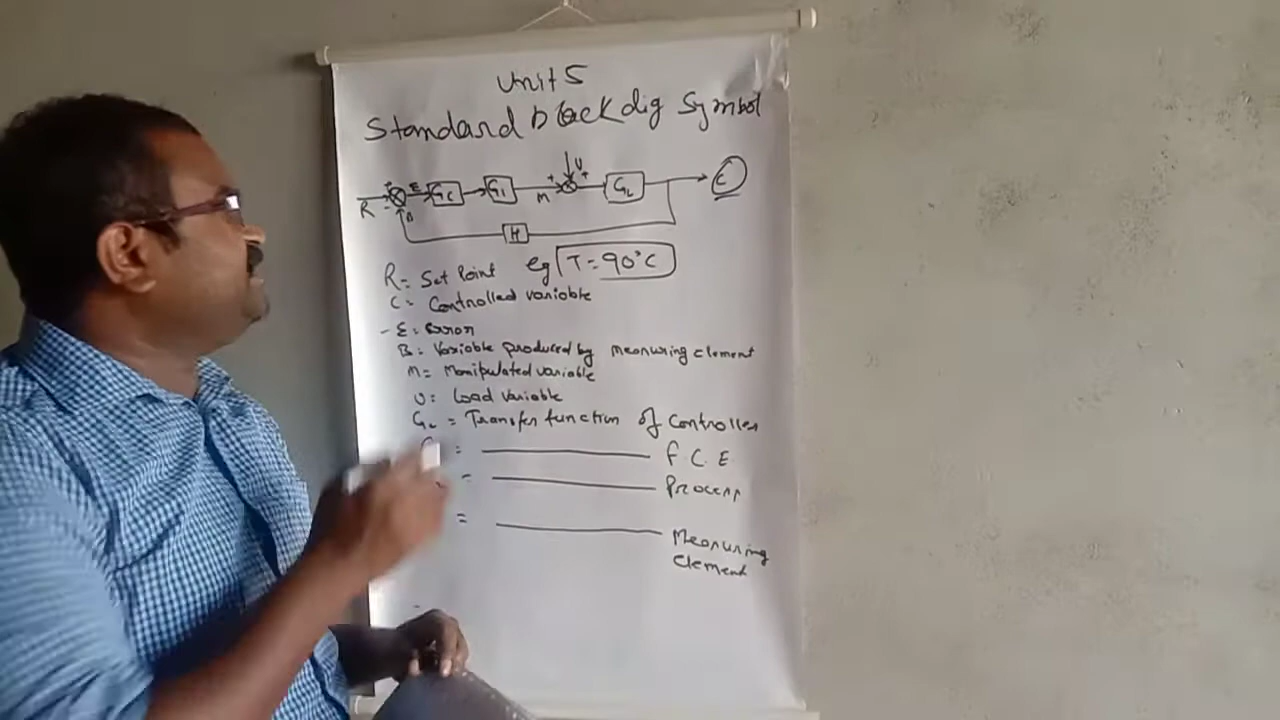 Unit 5
Standard block dig symbol
U
+ E Gc G1 M + + G2 C
R - B
H
R = Set Point eg T = 90°C
C = Controlled variable
- E = Error
B = Variable produced by measuring element
M = Manipulated variable
U = Load variable
Gc = Transfer function of controller
= ——— F C E
= ——— Process
= ——— Measuring
element